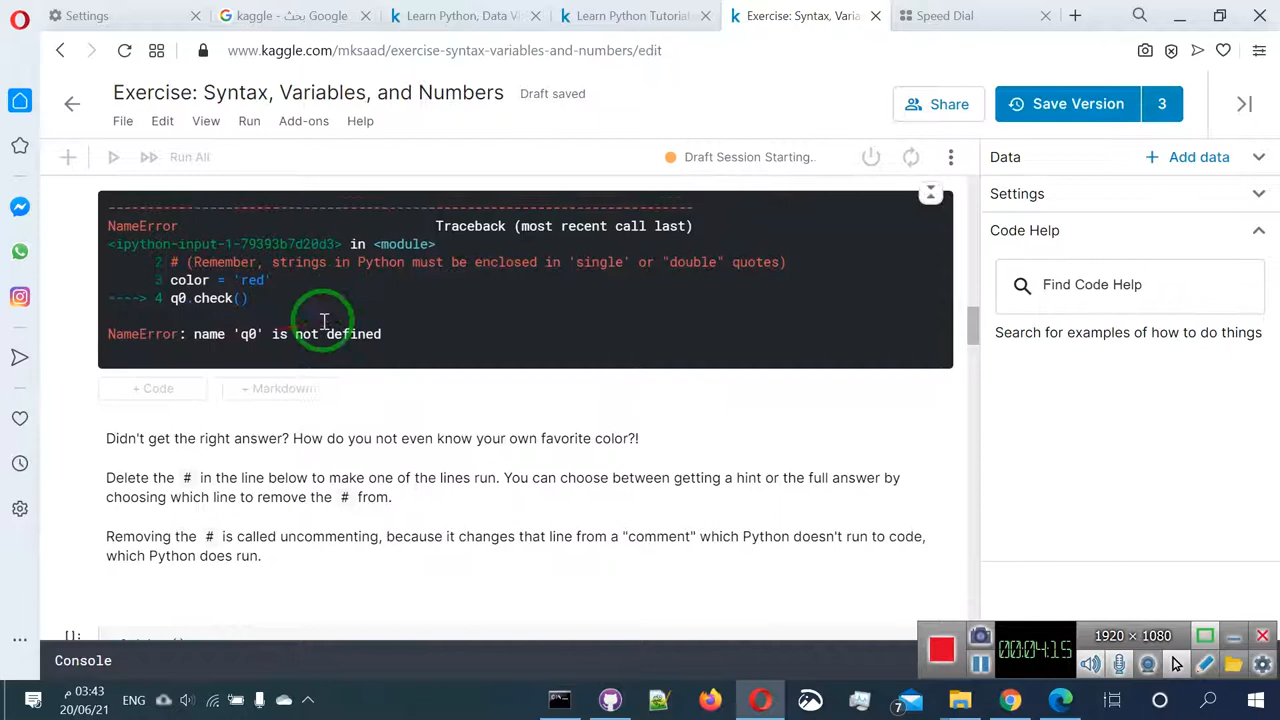 Settings
kaggle - بحث Google
Learn Python, Data Vi
Learn Python Tutorial
Exercise: Syntax, Varia
Speed Dial
www.kaggle.com/mksaad/exercise-syntax-variables-and-numbers/edit
Exercise: Syntax, Variables, and Numbers
Draft saved
Share
Save Version
3
File Edit View Run Add-ons Help
Run All
Draft Session Starting..
Data
Add data
Settings
Code Help
Find Code Help
Search for examples of how to do things
---------------------------------------------------------------------------
NameError Traceback (most recent call last)
<ipython-input-1-79393b7d20d3> in <module>
2 # (Remember, strings in Python must be enclosed in 'single' or "double" quotes)
3 color = 'red'
----> 4 q0.check()
NameError: name 'q0' is not defined
+ Code
+ Markdown
Didn't get the right answer? How do you not even know your own favorite color?!
Delete the # in the line below to make one of the lines run. You can choose between getting a hint or the full answer by
choosing which line to remove the # from.
Removing the # is called uncommenting, because it changes that line from a "comment" which Python doesn't run to code,
which Python does run.
[]:
Console
00:04:15
1920 × 1080
03:43 م
20/06/21
ENG
7